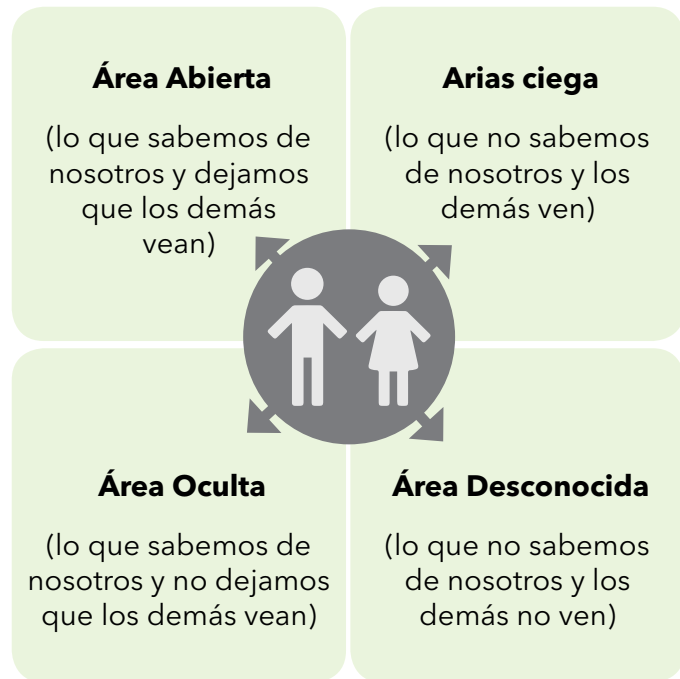 Área Abierta
(lo que sabemos de
nosotros y dejamos
que los demás
vean)
Arias ciega
(lo que no sabemos
de nosotros y los
demás ven)
Área Oculta
(lo que sabemos de
nosotros y no dejamos
que los demás vean)
Área Desconocida
(lo que no sabemos
de nosotros y los
demás no ven)